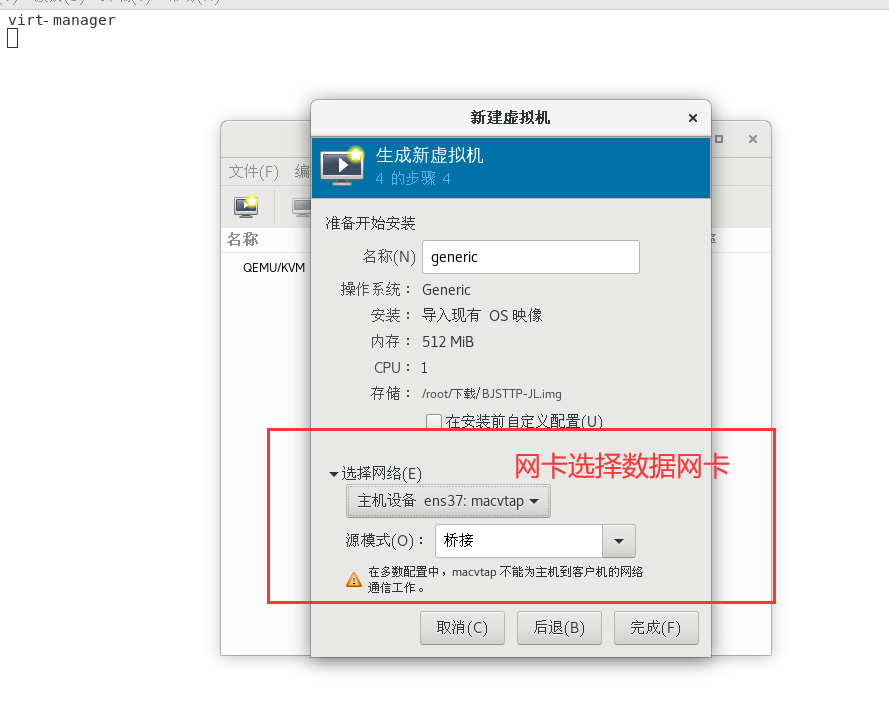 virt-manager
新建虚拟机
生成新虚拟机
4 的步骤 4
文件(F) 编
名称
QEMU/KVM
准备开始安装
名称(N) generic
操作系统： Generic
安装： 导入现有 OS 映像
内存： 512 MiB
CPU： 1
存储： /root/下载/BJSTTP-JL.img
在安装前自定义配置(U)
网卡选择数据网卡
选择网络(E)
主机设备 ens37: macvtap
源模式(O)： 桥接
在多数配置中，macvtap 不能为主机到客户机的网络
通信工作。
取消(C) 后退(B) 完成(F)